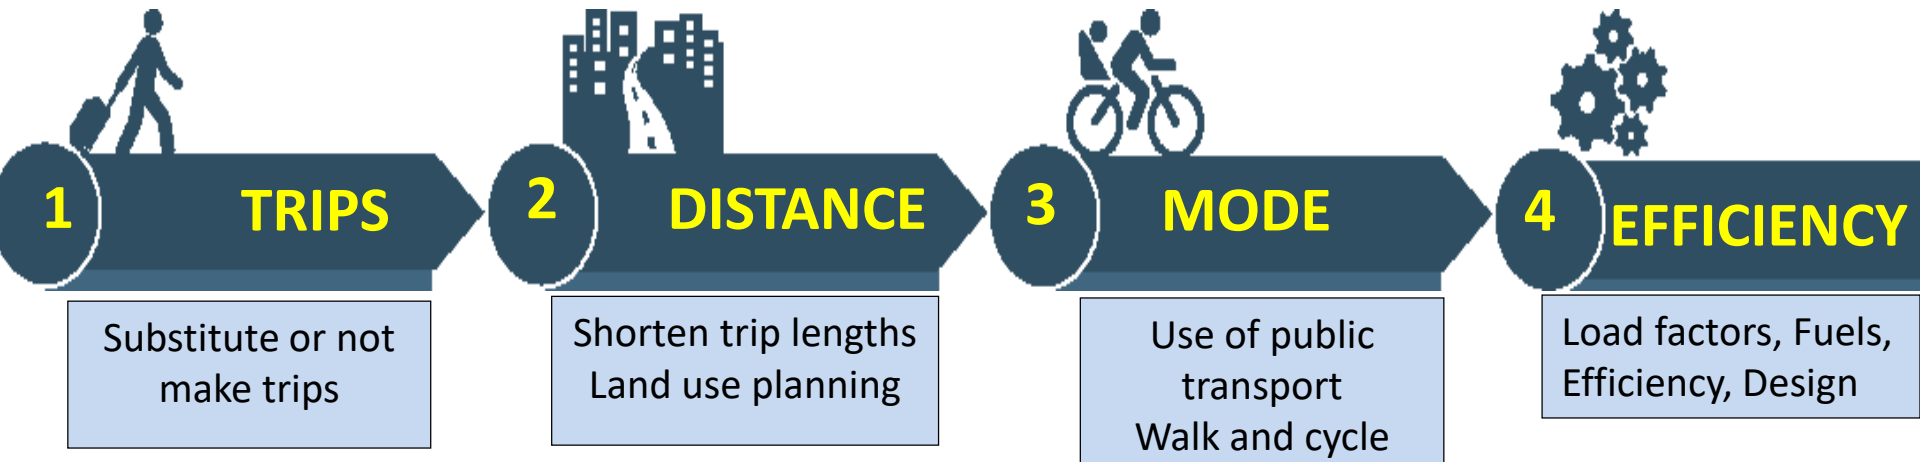 1 TRIPS
Substitute or not
make trips
2 DISTANCE
Shorten trip lengths
Land use planning
3 MODE
Use of public
transport
Walk and cycle
4 EFFICIENCY
Load factors, Fuels,
Efficiency, Design